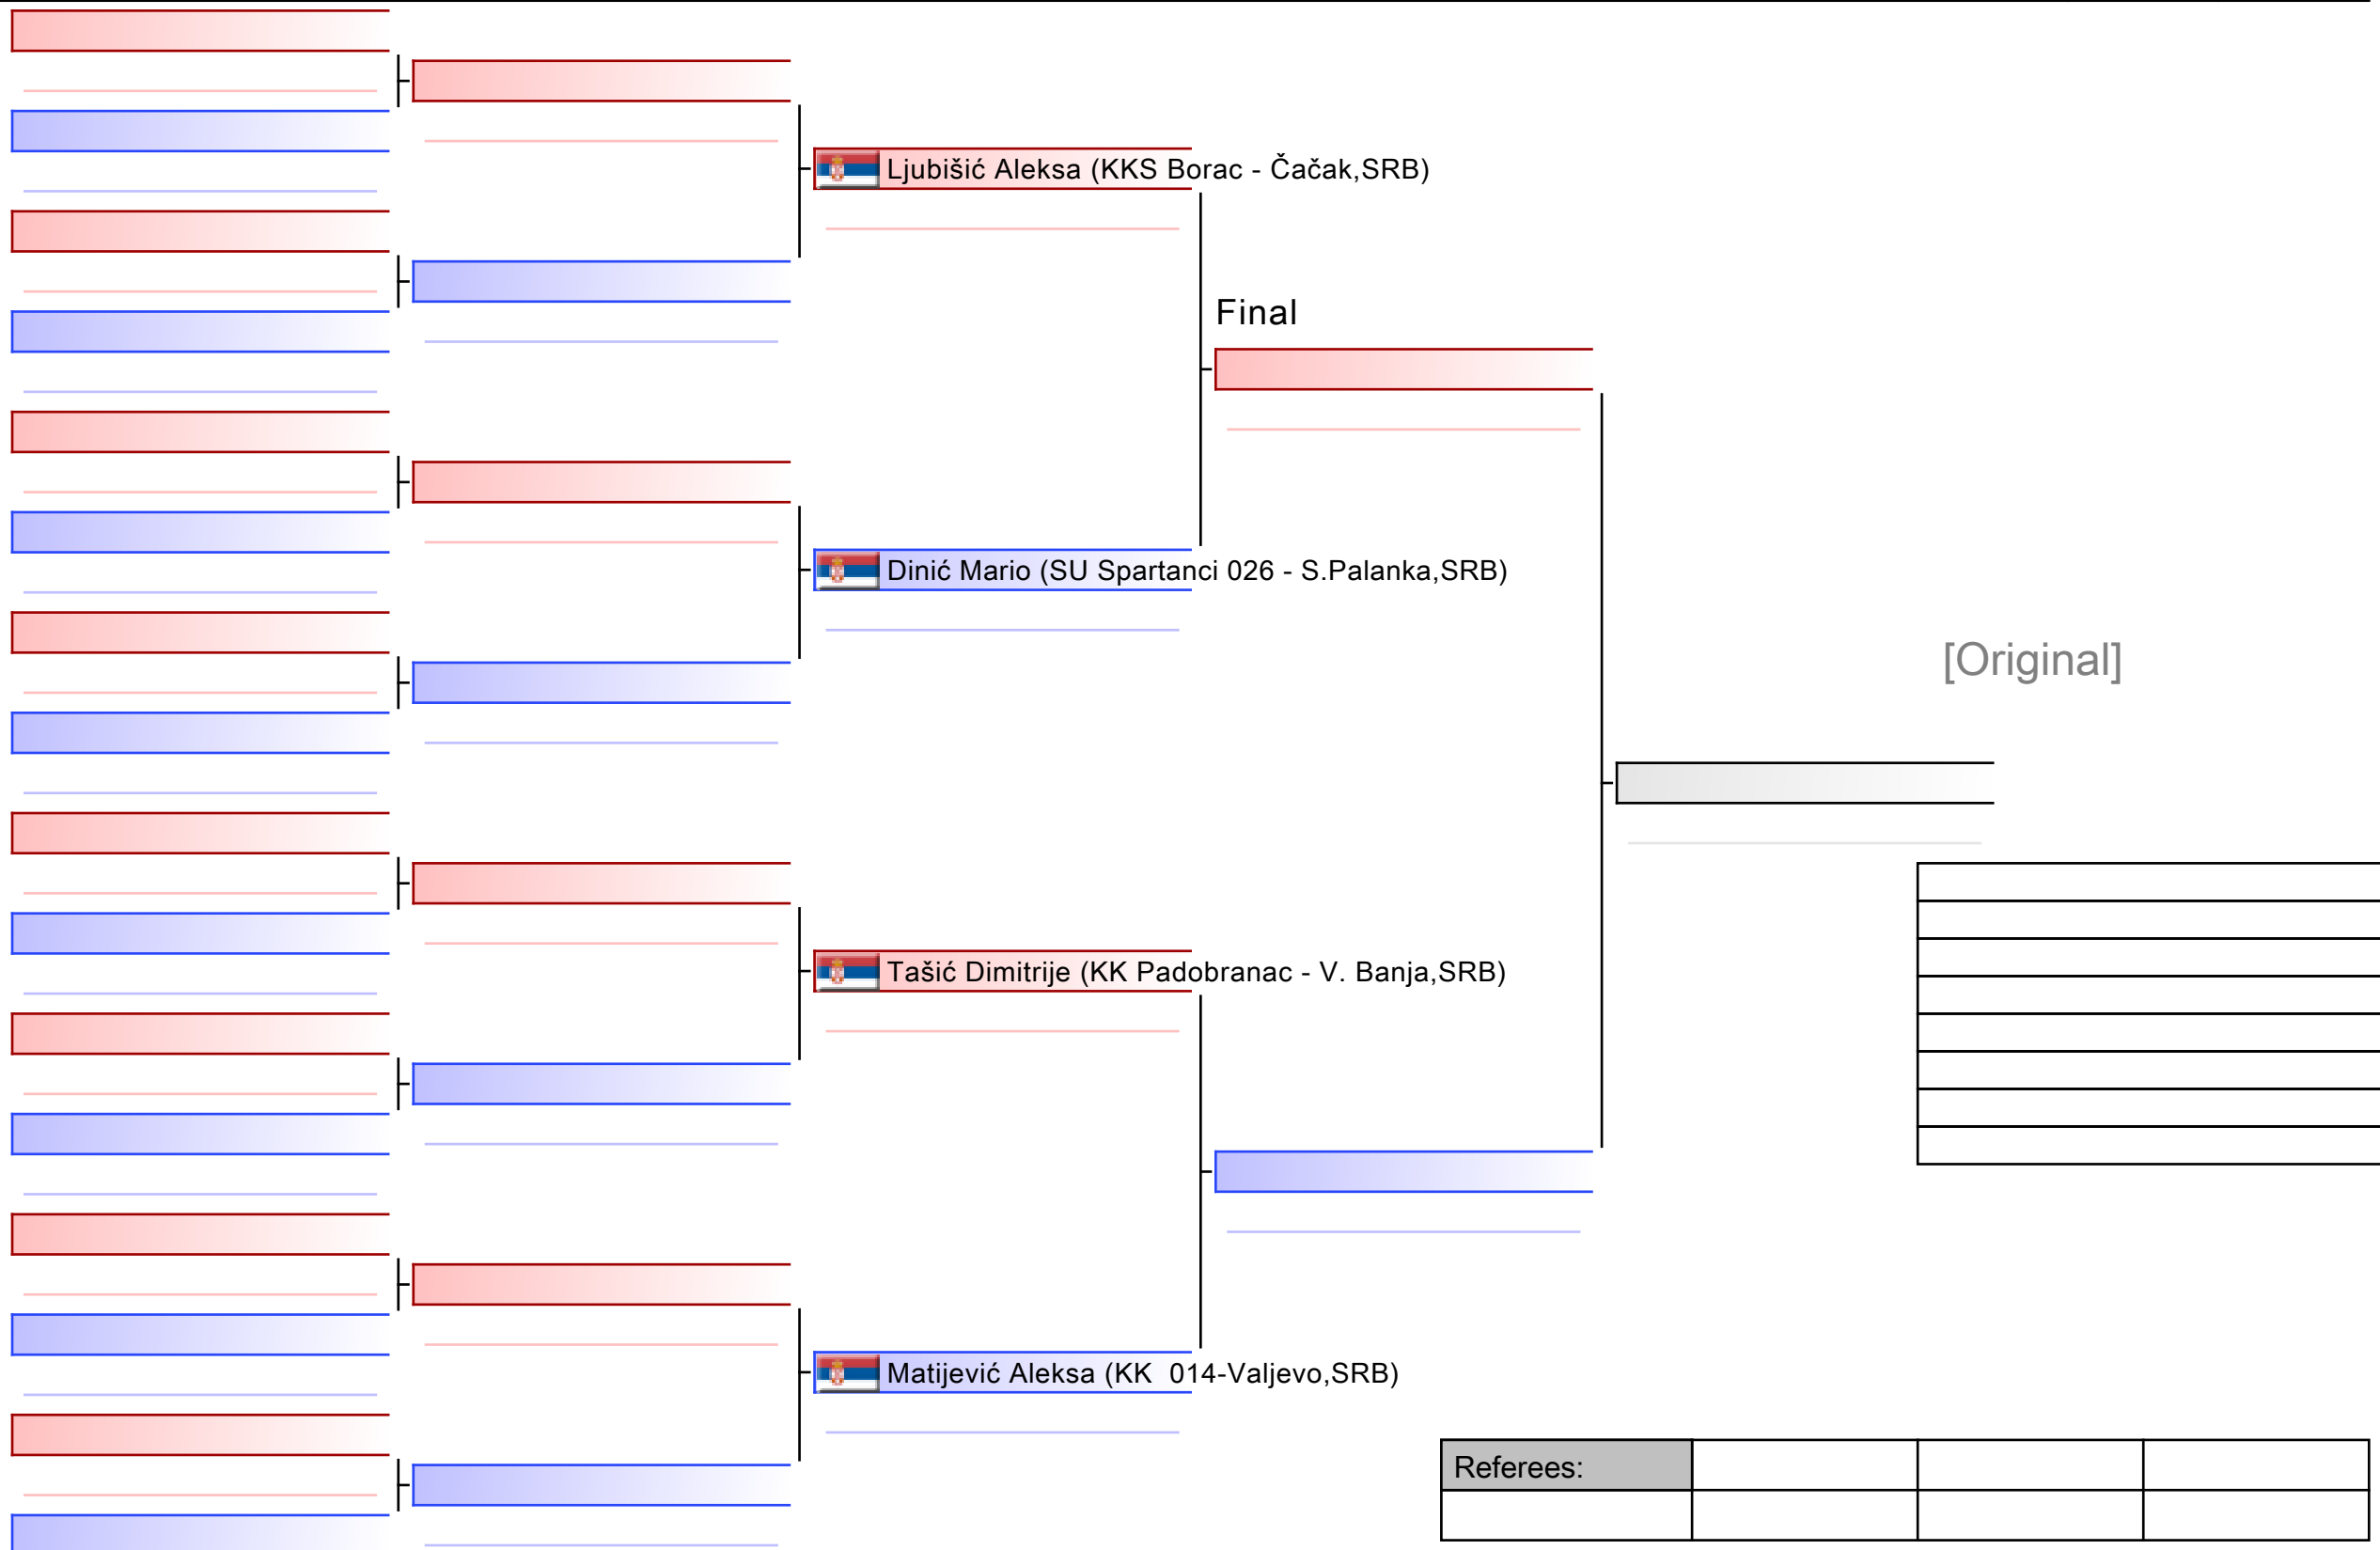 Ljubišić Aleksa (KKS Borac - Čačak,SRB)
Final
Dinić Mario (SU Spartanci 026 - S.Palanka,SRB)
[Original]
Tašić Dimitrije (KK Padobranac - V. Banja,SRB)
Matijević Aleksa (KK  014-Valjevo,SRB)
Referees: